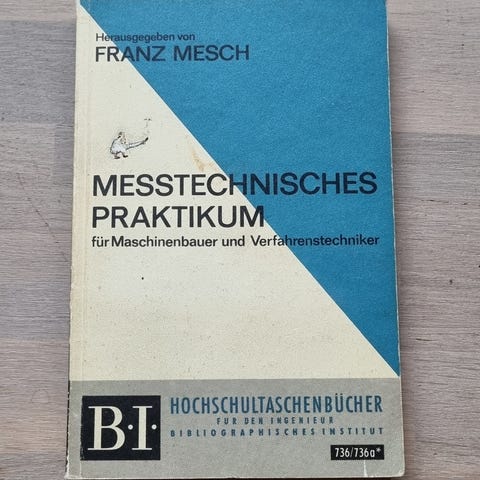 Herausgegeben von
FRANZ MESCH
MESSTECHNISCHES
PRAKTIKUM
für Maschinenbauer und Verfahrenstechniker
B·I·
HOCHSCHULTASCHENBÜCHER
FÜR DEN INGENIEUR
BIBLIOGRAPHISCHES INSTITUT
736/736a*